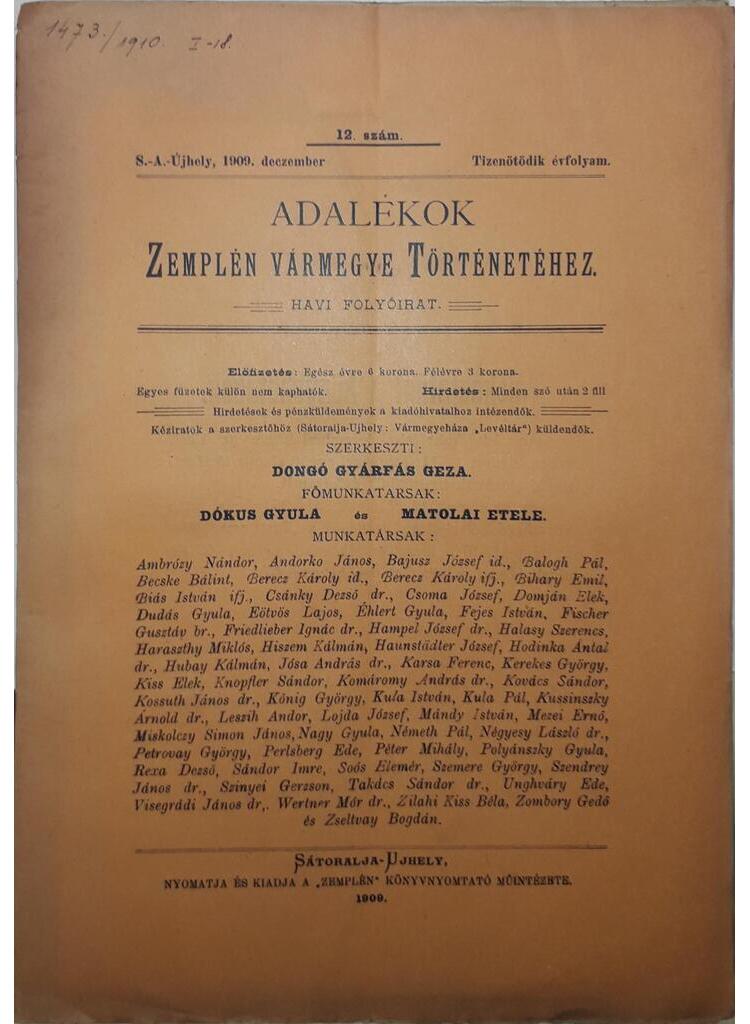 1473./1910. I-18.
12. szám.
S.-A.-Újhely, 1909. deczember Tizenötödik évfolyam.
ADALÉKOK
ZEMPLÉN VÁRMEGYE TÖRTÉNETÉHEZ.
HAVI FOLYÓIRAT.
Előfizetés: Egész évre 6 korona. Félévre 3 korona.
Egyes füzetek külön nem kaphatók. Hirdetés: Minden szó után 2 fill
Hirdetések és pénzküldemények a kiadóhivatalhoz intézendők.
Kéziratok a szerkesztőhöz (Sátoralja-Ujhely: Vármegyeháza „Levéltár") küldendők.
SZERKESZTI:
DONGÓ GYÁRFÁS GEZA.
FŐMUNKATARSAK:
DÓKUS GYULA és MATOLAI ETELE.
MUNKATÁRSAK:
Ambrózy Nándor, Andorko János, Bajusz József id., Balogh Pál,
Becske Bálint, Berecz Károly id., Berecz Károly ifj., Bihary Emil,
Biás István ifj., Csánky Dezső dr., Csoma József, Domján Elek,
Dudás Gyula, Eötvös Lajos, Éhlert Gyula, Fejes István, Fischer
Gusztáv br., Friedlieber Ignác dr., Hampel József dr., Halasy Szerencs,
Haraszthy Miklós, Hiszem Kálmán, Haunstädter József, Hodinka Antal
dr., Hubay Kálmán, Jósa András dr., Karsa Ferenc, Kerekes György,
Kiss Elek, Knopfler Sándor, Komáromy András dr., Kovács Sándor,
Kossuth János dr., König György, Kula István, Kula Pál, Kussinszky
Arnold dr., Leszih Andor, Lojda József, Mándy István, Mezei Ernő,
Miskolczy Simon János, Nagy Gyula, Németh Pál, Négyesy László dr.,
Petrovay György, Perlsberg Ede, Péter Mihály, Polyánszky Gyula,
Rexa Dezső, Sándor Imre, Soós Elemér, Szemere György, Szendrey
János dr., Szinyei Gerzson, Takács Sándor dr., Unghváry Ede,
Visegrádi János dr,. Wertner Mór dr., Zilahi Kiss Béla, Zombory Gedő
és Zseltvay Bogdán.
SÁTORALJA-UJHELY,
NYOMATJA ÉS KIADJA A „ZEMPLÉN" KÖNYVNYOMTATÓ MŰINTÉZETE.
1909.